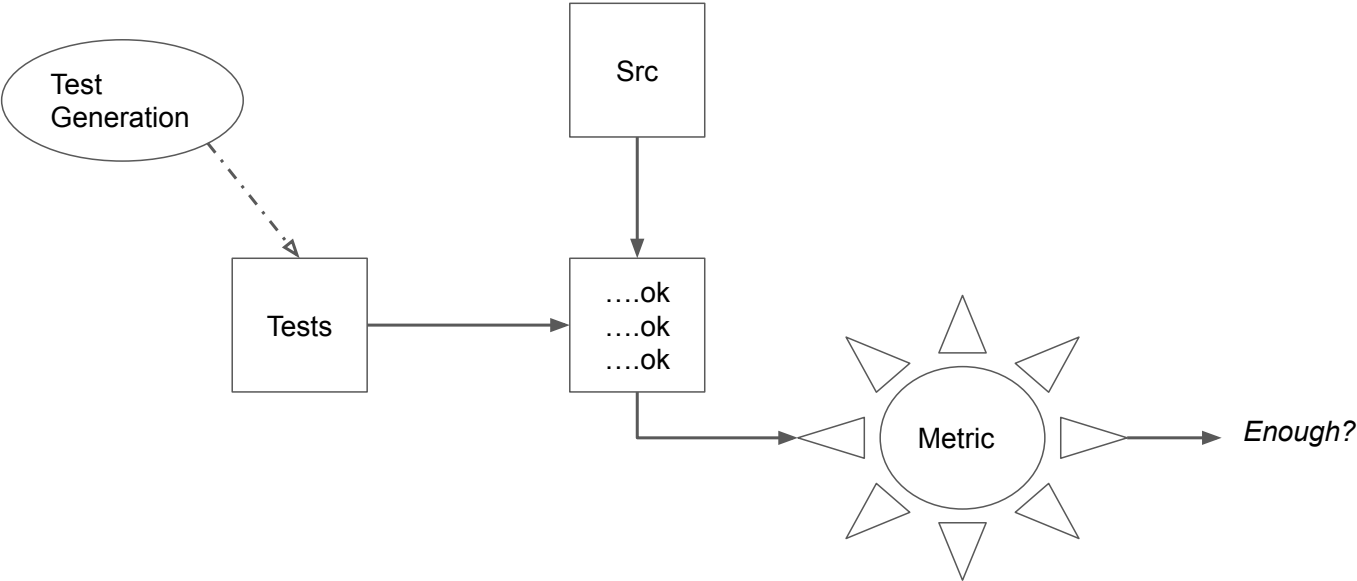 Test
Generation
Src
Tests
….ok
….ok
….ok
Metric
Enough?